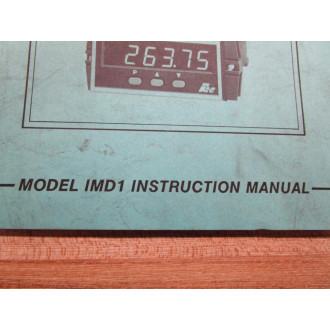 263.75
P
MODEL IMD1 INSTRUCTION MANUAL